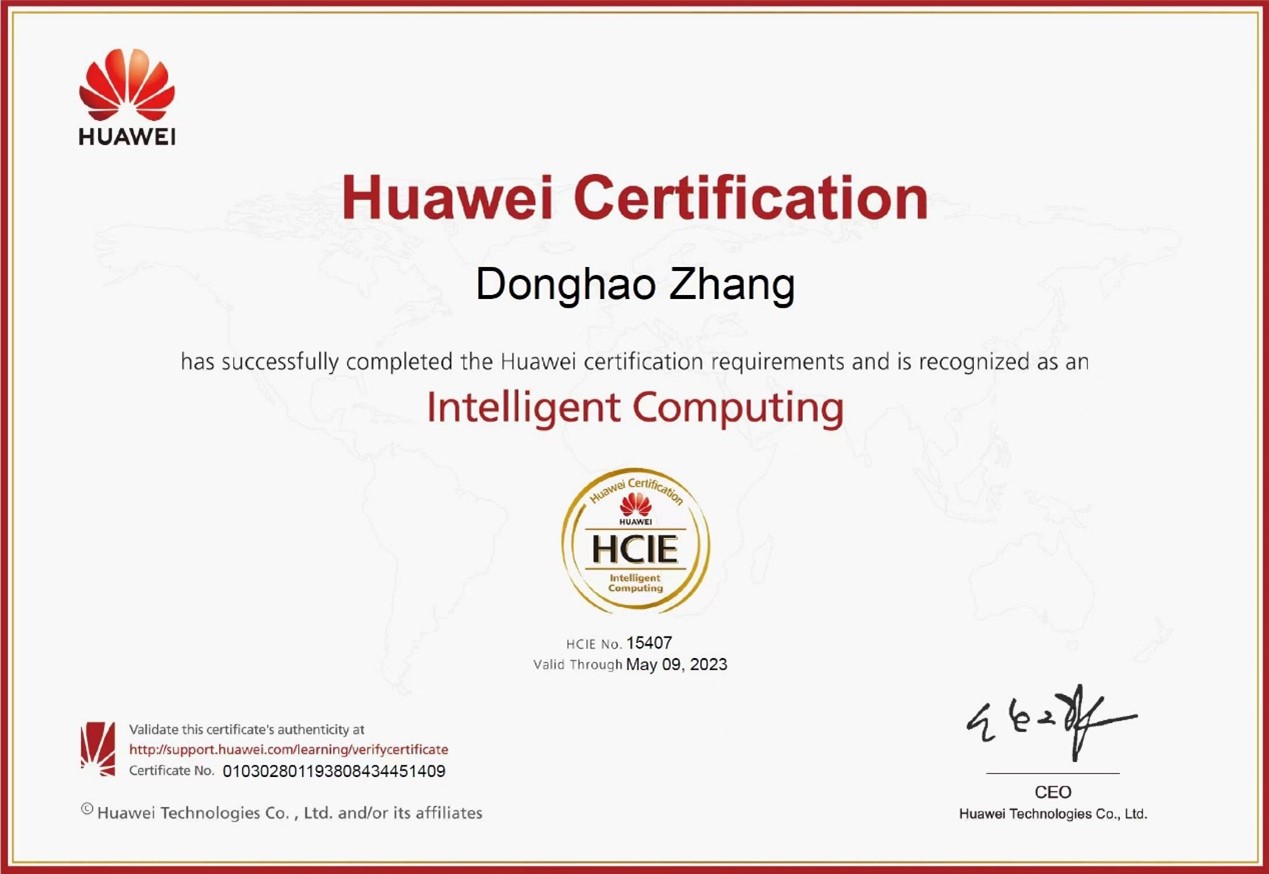 HUAWEI
Huawei Certification
Donghao Zhang
has successfully completed the Huawei certification requirements and is recognized as an
Intelligent Computing
Huawei Certification
HUAWEI
HCIE
Intelligent
Computing
HCIE No. 15407
Valid Through May 09, 2023
Validate this certificate's authenticity at
http://support.huawei.com/learning/verifycertificate
Certificate No. 010302801193808434451409
© Huawei Technologies Co. , Ltd. and/or its affiliates
CEO
Huawei Technologies Co., Ltd.